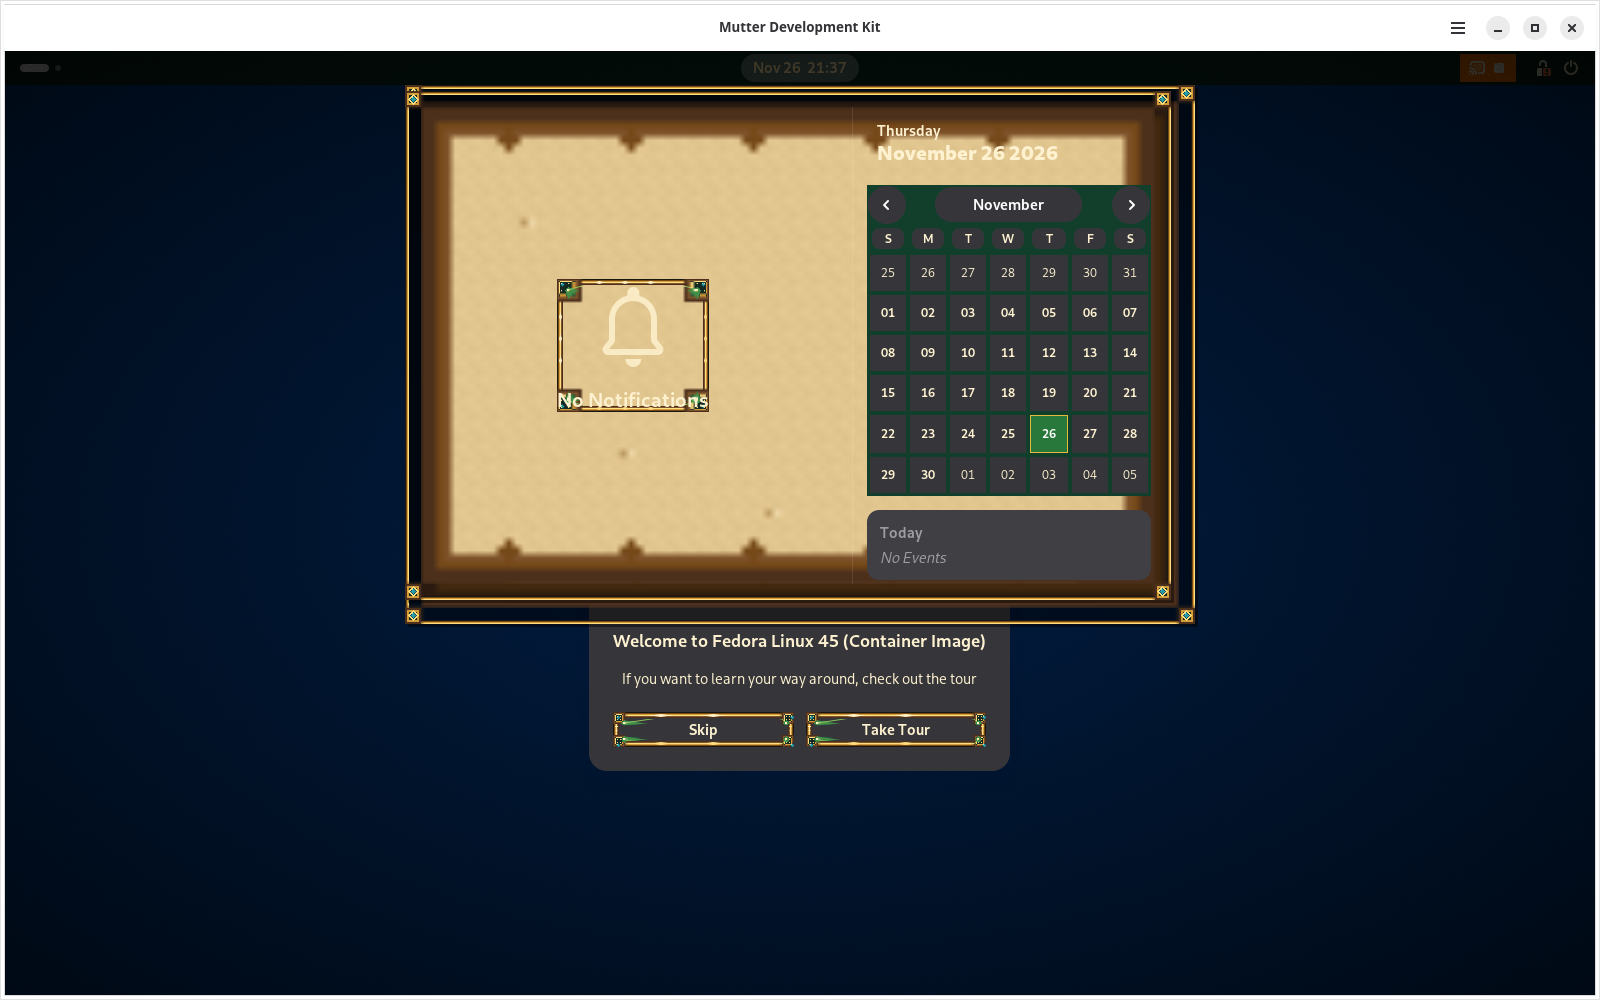 Mutter Development Kit
Nov 26 21:37
Thursday
November 26 2026
November
S M T W T F S
25 26 27 28 29 30 31
01 02 03 04 05 06 07
08 09 10 11 12 13 14
15 16 17 18 19 20 21
22 23 24 25 26 27 28
29 30 01 02 03 04 05
No Notifications
Today
No Events
Welcome to Fedora Linux 45 (Container Image)
If you want to learn your way around, check out the tour
Skip Take Tour